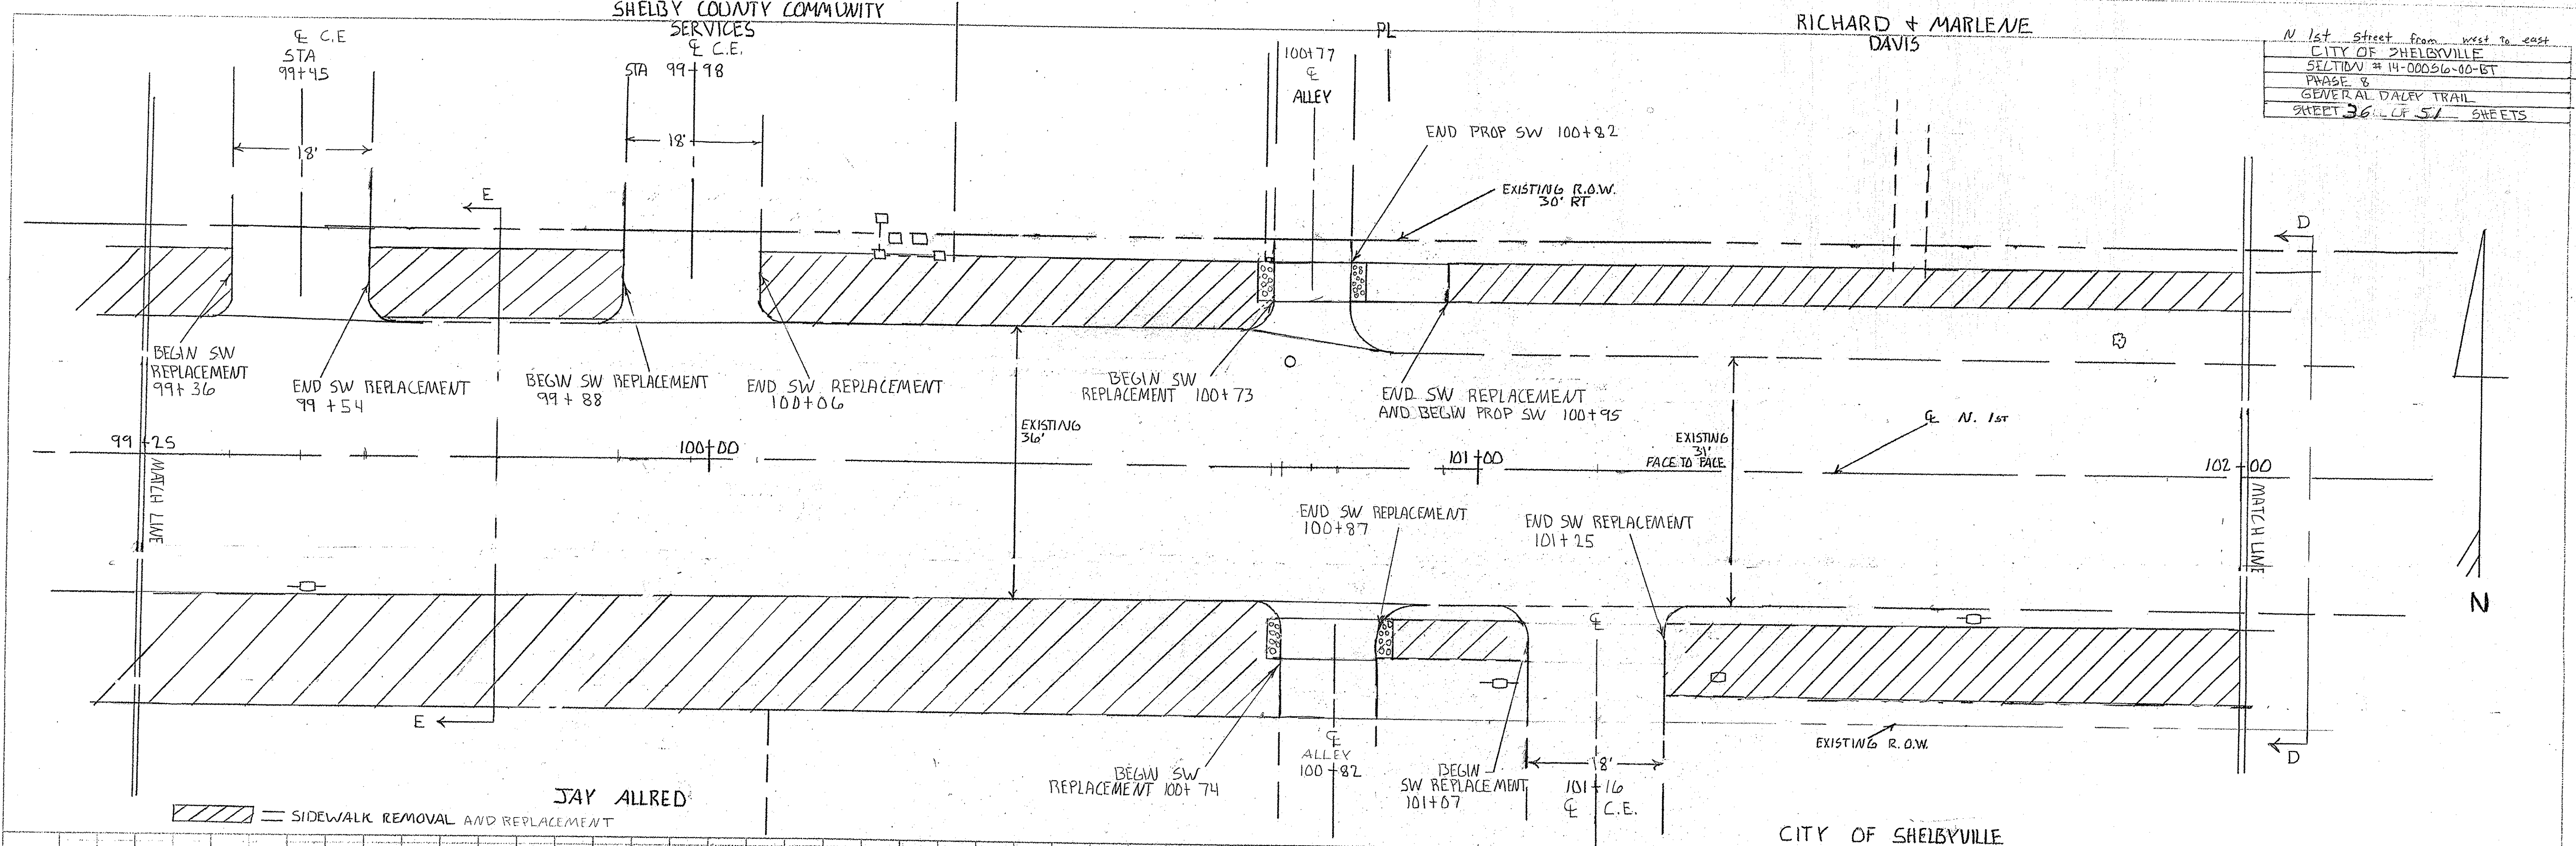 SHELBY COUNTY COMMUNITY
SERVICES
RICHARD & MARLENE
DAVIS
N 1st Street from west to east
CITY OF SHELBYVILLE
SECTION # 14-00056-00-BT
PHASE 8
GENERAL DACEY TRAIL
SHEET 36 OF 51 SHEETS
℄ C.E
STA
99+45
℄ C.E.
STA 99+98
PL
100+77
℄
ALLEY
18'
18'
END PROP SW 100+82
EXISTING R.O.W.
30' RT
E
D
BEGIN SW
REPLACEMENT
99+36
END SW REPLACEMENT
99+54
BEGIN SW REPLACEMENT
99+88
END SW REPLACEMENT
100+06
BEGIN SW
REPLACEMENT 100+73
END SW REPLACEMENT
AND BEGIN PROP SW 100+95
℄ N. 1ST
EXISTING
36'
EXISTING
31'
FACE TO FACE
99+25
100+00
101+00
102+00
MATCH LINE
MATCH LINE
END SW REPLACEMENT
100+87
END SW REPLACEMENT
101+25
N
℄
E
D
EXISTING R.O.W.
℄
ALLEY
100+82
BEGIN SW
REPLACEMENT 100+74
BEGIN
SW REPLACEMENT
101+07
18'
101+16
℄ C.E.
JAY ALLRED
= SIDEWALK REMOVAL AND REPLACEMENT
CITY OF SHELBYVILLE